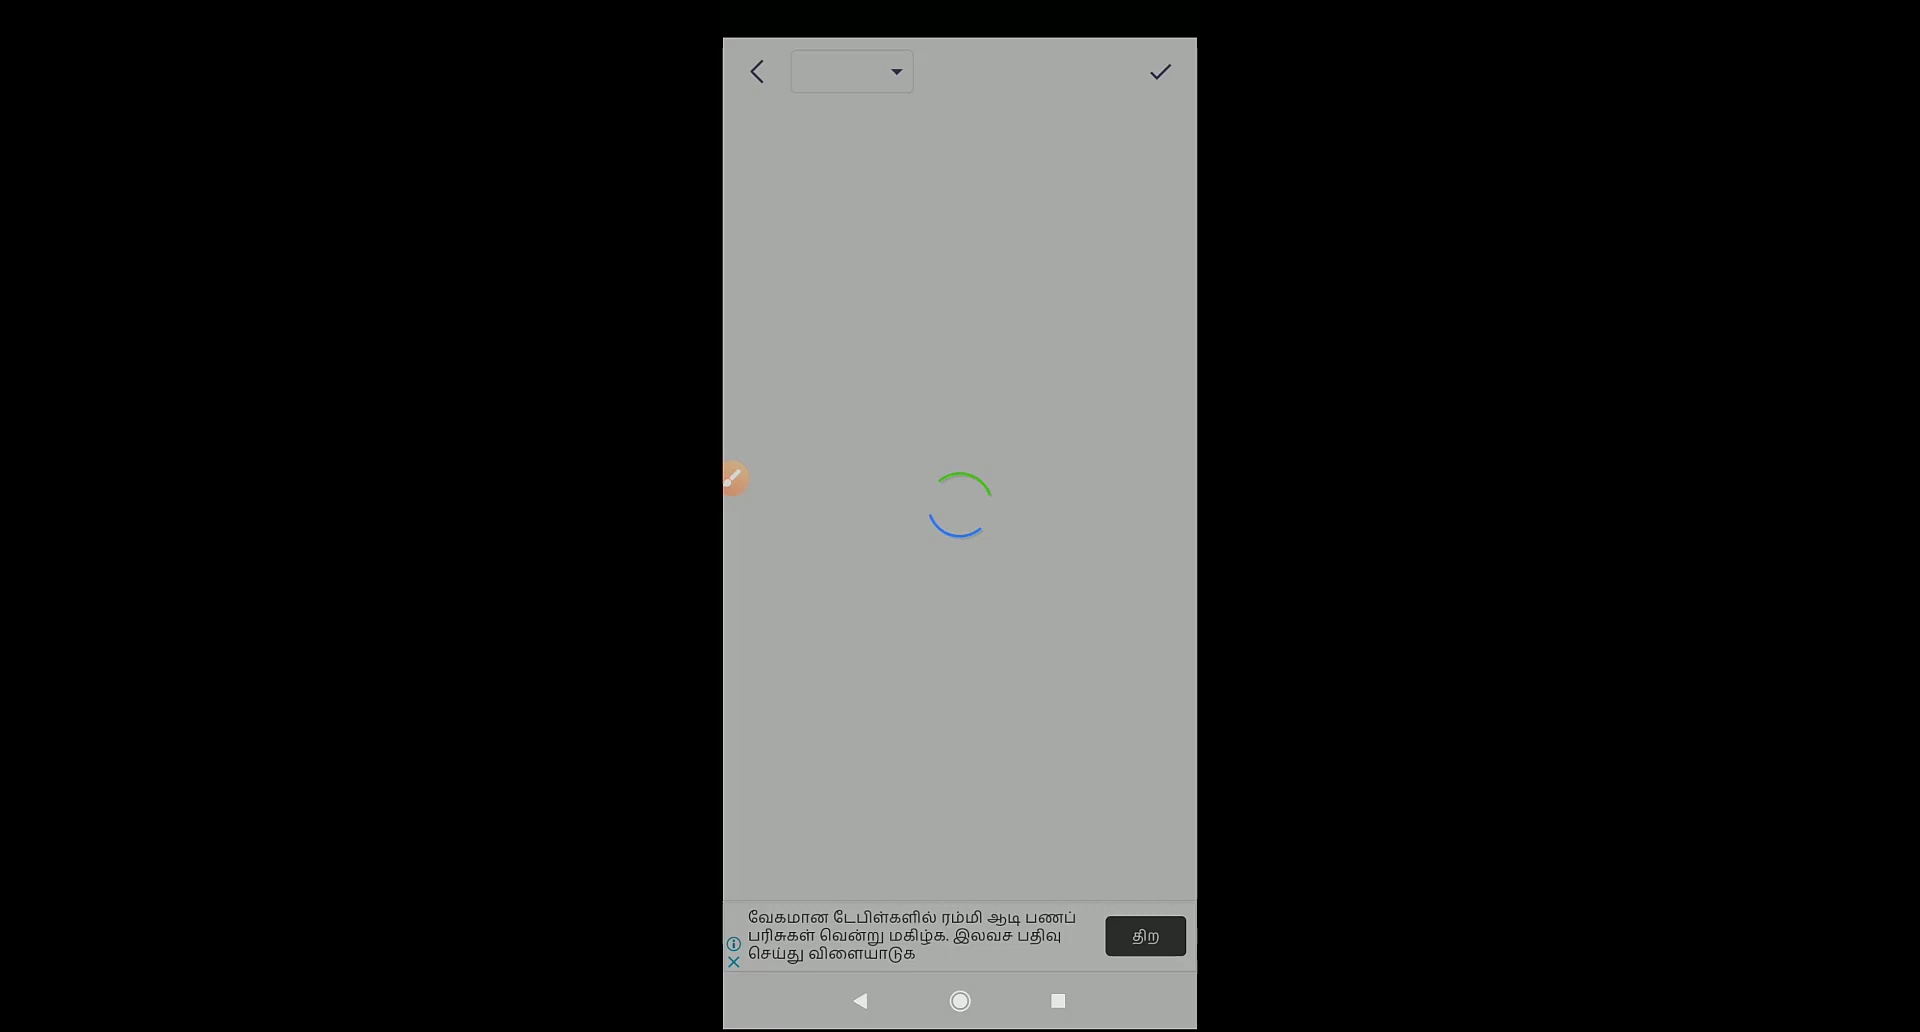 வேகமான டேபிள்களில் ரம்மி ஆடி பணப்
பரிசுகள் வென்று மகிழ்க. இலவச பதிவு
செய்து விளையாடுக
திற